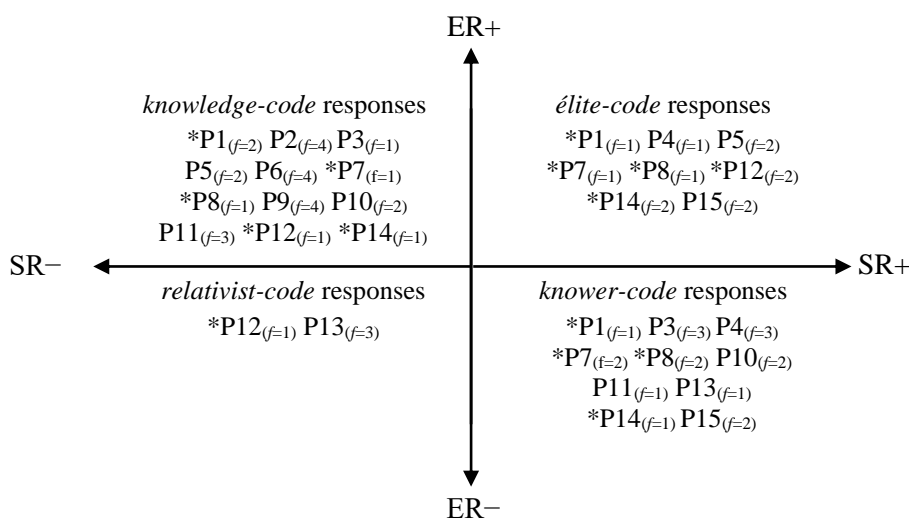 ER+
knowledge-code responses
*P1(f=2) P2(f=4) P3(f=1)
P5(f=2) P6(f=4) *P7(f=1)
*P8(f=1) P9(f=4) P10(f=2)
P11(f=3) *P12(f=1) *P14(f=1)
élite-code responses
*P1(f=1) P4(f=1) P5(f=2)
*P7(f=1) *P8(f=1) *P12(f=2)
*P14(f=2) P15(f=2)
SR−
SR+
relativist-code responses
*P12(f=1) P13(f=3)
knower-code responses
*P1(f=1) P3(f=3) P4(f=3)
*P7(f=2) *P8(f=2) P10(f=2)
P11(f=1) P13(f=1)
*P14(f=1) P15(f=2)
ER−